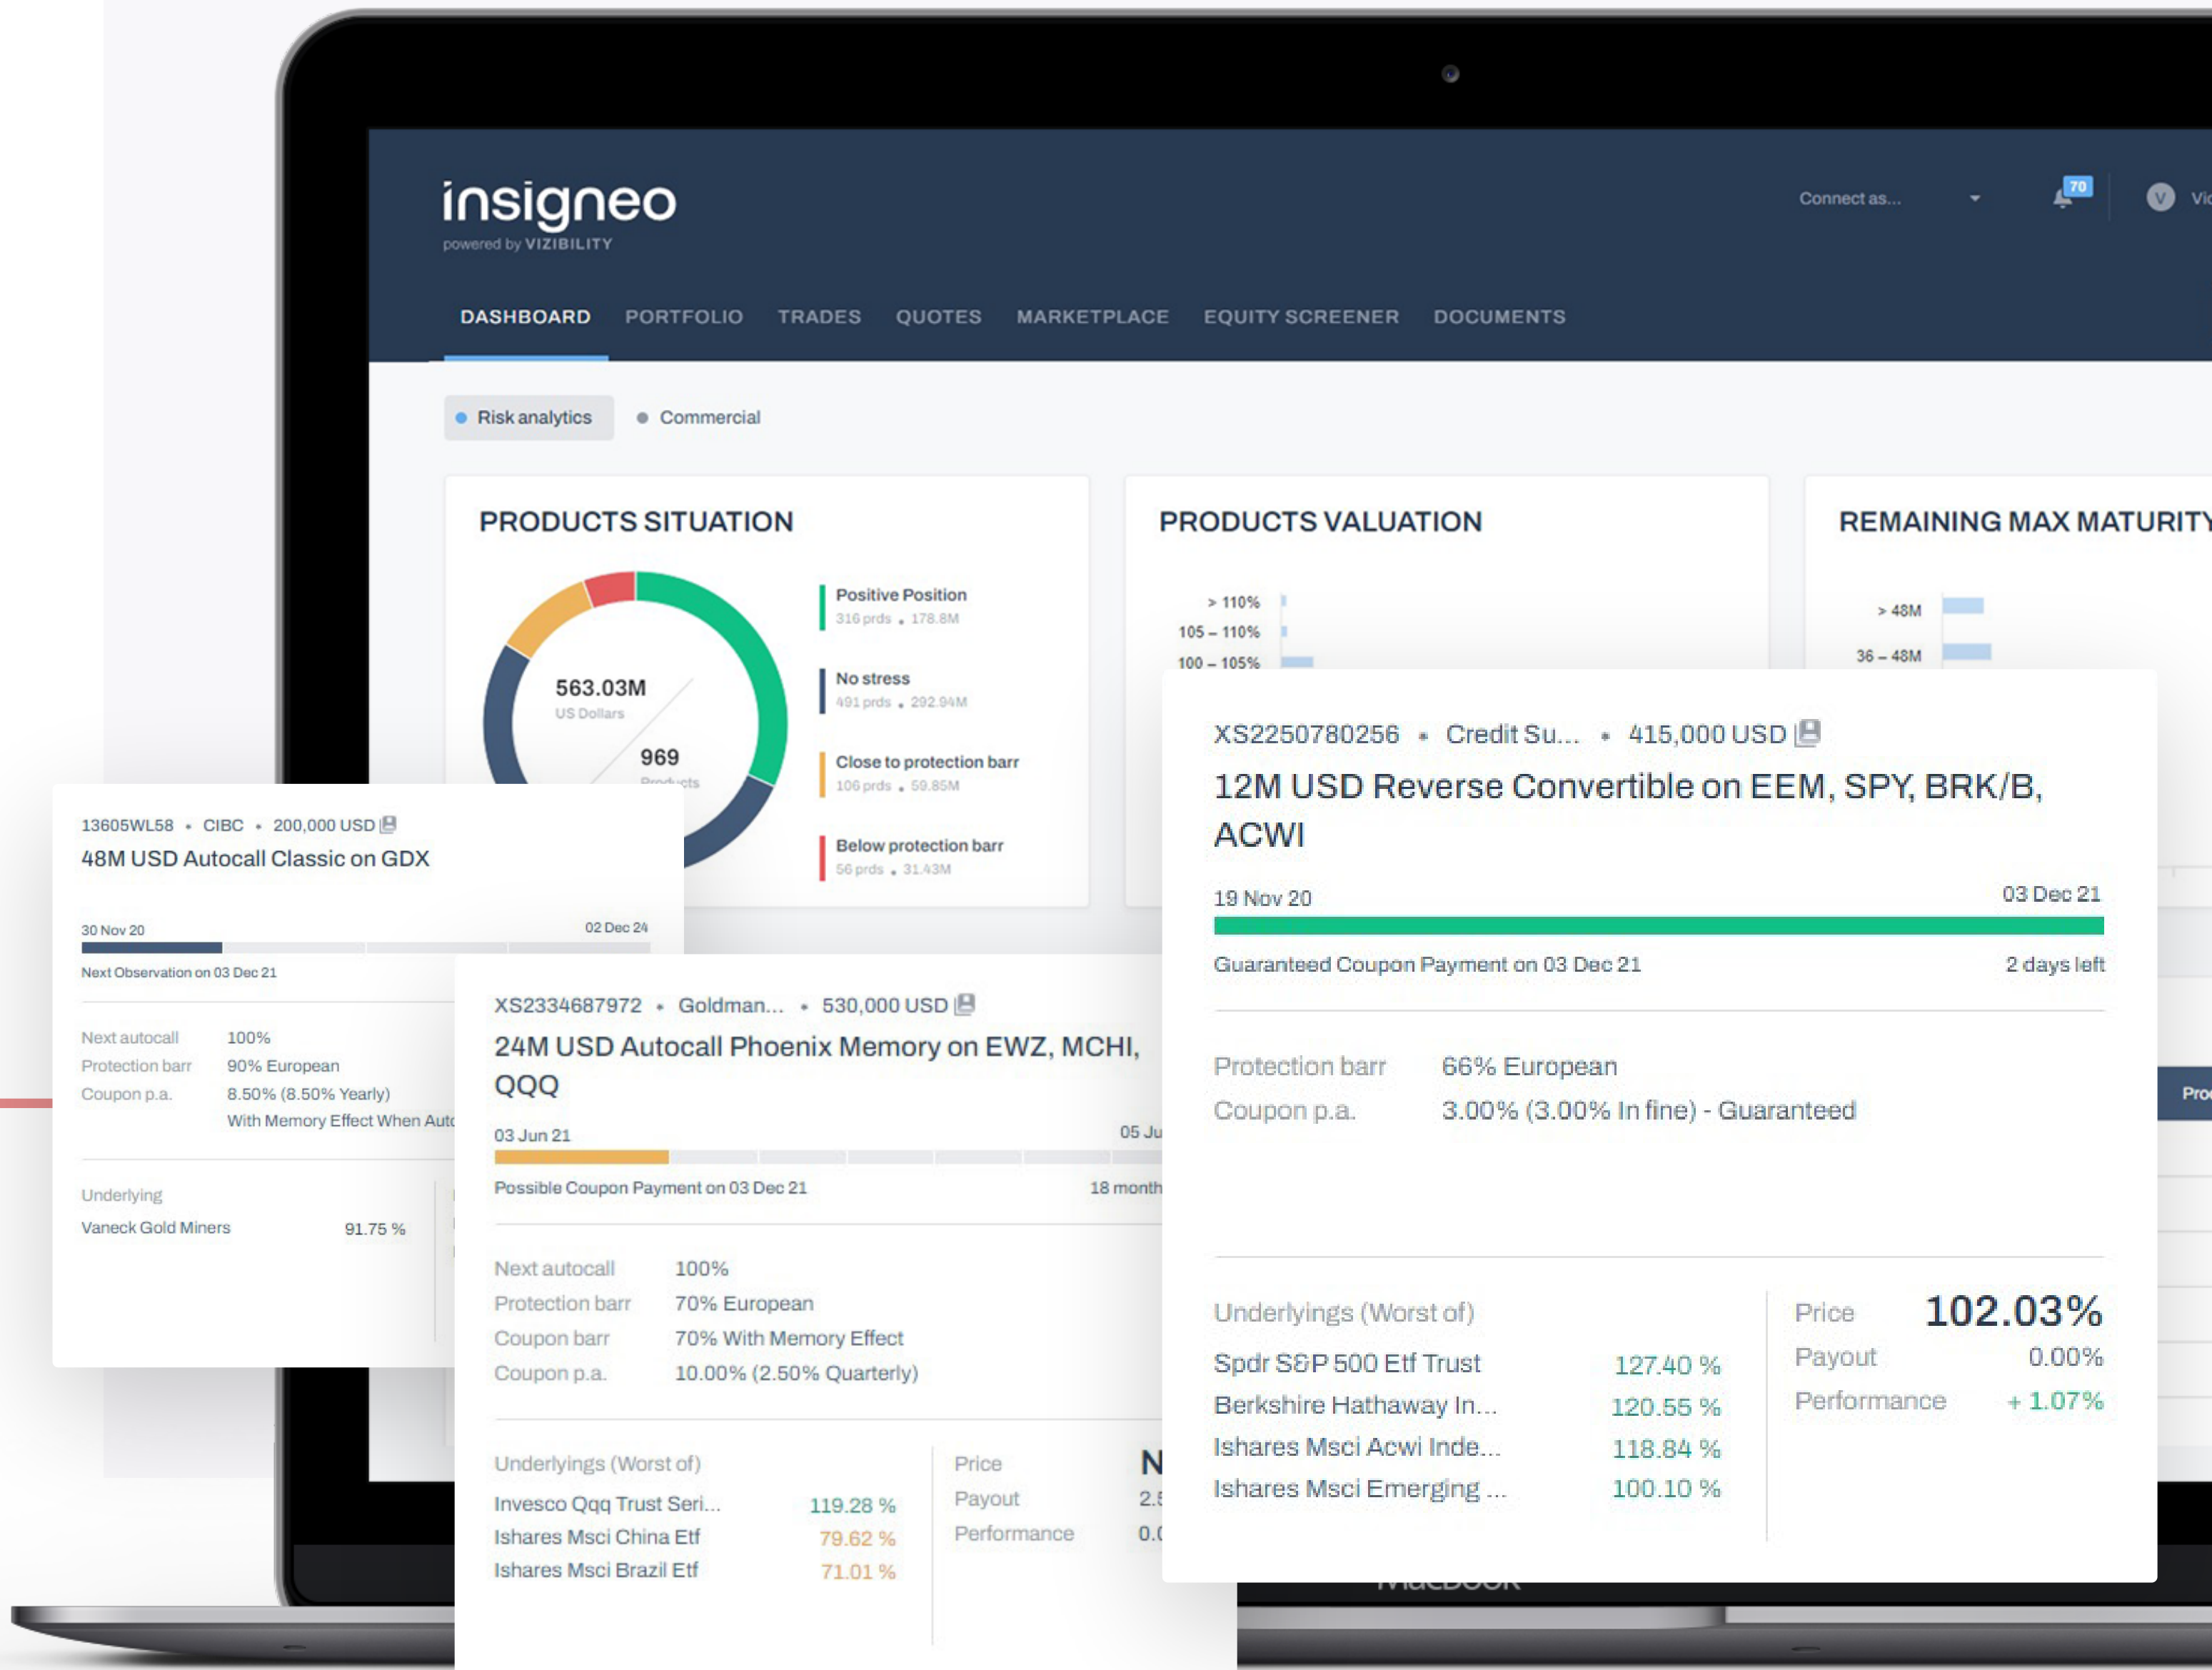 insigneo
powered by VIZIBILITY
Connect as...
70
V
DASHBOARD PORTFOLIO TRADES QUOTES MARKETPLACE EQUITY SCREENER DOCUMENTS
Risk analytics
Commercial
PRODUCTS SITUATION
563.03M
US Dollars
969
Products
Positive Position
316 prds • 178.8M
No stress
491 prds • 292.94M
Close to protection barr
106 prds • 59.85M
Below protection barr
56 prds • 31.43M
PRODUCTS VALUATION
> 110%
105 – 110%
100 – 105%
REMAINING MAX MATURITY
> 48M
36 – 48M
13605WL58 • CIBC • 200,000 USD
48M USD Autocall Classic on GDX
30 Nov 20 02 Dec 24
Next Observation on 03 Dec 21
Next autocall 100%
Protection barr 90% European
Coupon p.a. 8.50% (8.50% Yearly)
With Memory Effect When
Underlying
Vaneck Gold Miners 91.75 %
XS2334687972 • Goldman... • 530,000 USD
24M USD Autocall Phoenix Memory on EWZ, MCHI,
QQQ
03 Jun 21 05
Possible Coupon Payment on 03 Dec 21 18 month
Next autocall 100%
Protection barr 70% European
Coupon barr 70% With Memory Effect
Coupon p.a. 10.00% (2.50% Quarterly)
Underlyings (Worst of)
Invesco Qqq Trust Seri... 119.28 %
Ishares Msci China Etf 79.62 %
Ishares Msci Brazil Etf 71.01 %
Price
Payout
Performance
XS2250780256 • Credit Su... • 415,000 USD
12M USD Reverse Convertible on EEM, SPY, BRK/B,
ACWI
19 Nov 20 03 Dec 21
Guaranteed Coupon Payment on 03 Dec 21 2 days left
Protection barr 66% European
Coupon p.a. 3.00% (3.00% In fine) - Guaranteed
Underlyings (Worst of)
Spdr S&P 500 Etf Trust 127.40 %
Berkshire Hathaway In... 120.55 %
Ishares Msci Acwi Inde... 118.84 %
Ishares Msci Emerging ... 100.10 %
Price 102.03%
Payout 0.00%
Performance + 1.07%